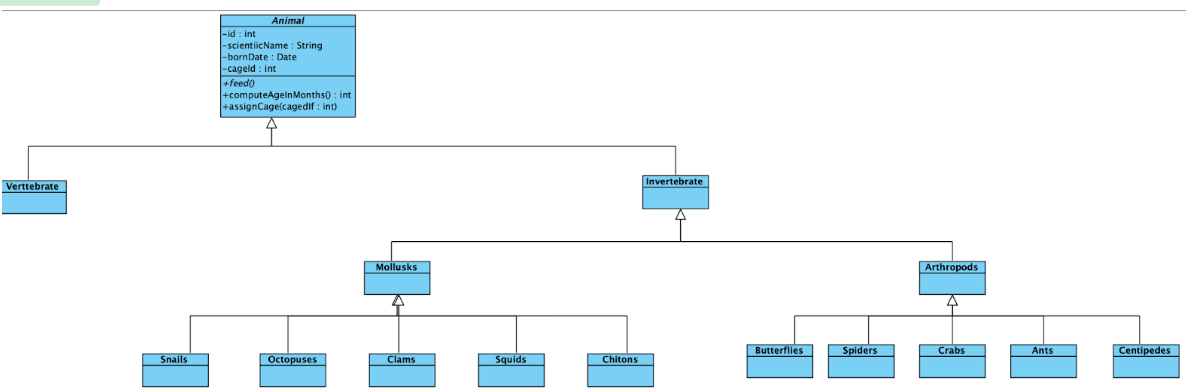 Animal
-id : int
-scientiicName : String
-bornDate : Date
-cageId : int
+feed()
+computeAgeInMonths() : int
+assignCage(cagedIf : int)
Verttebrate
Invertebrate
Mollusks
Arthropods
Snails
Octopuses
Clams
Squids
Chitons
Butterflies
Spiders
Crabs
Ants
Centipedes